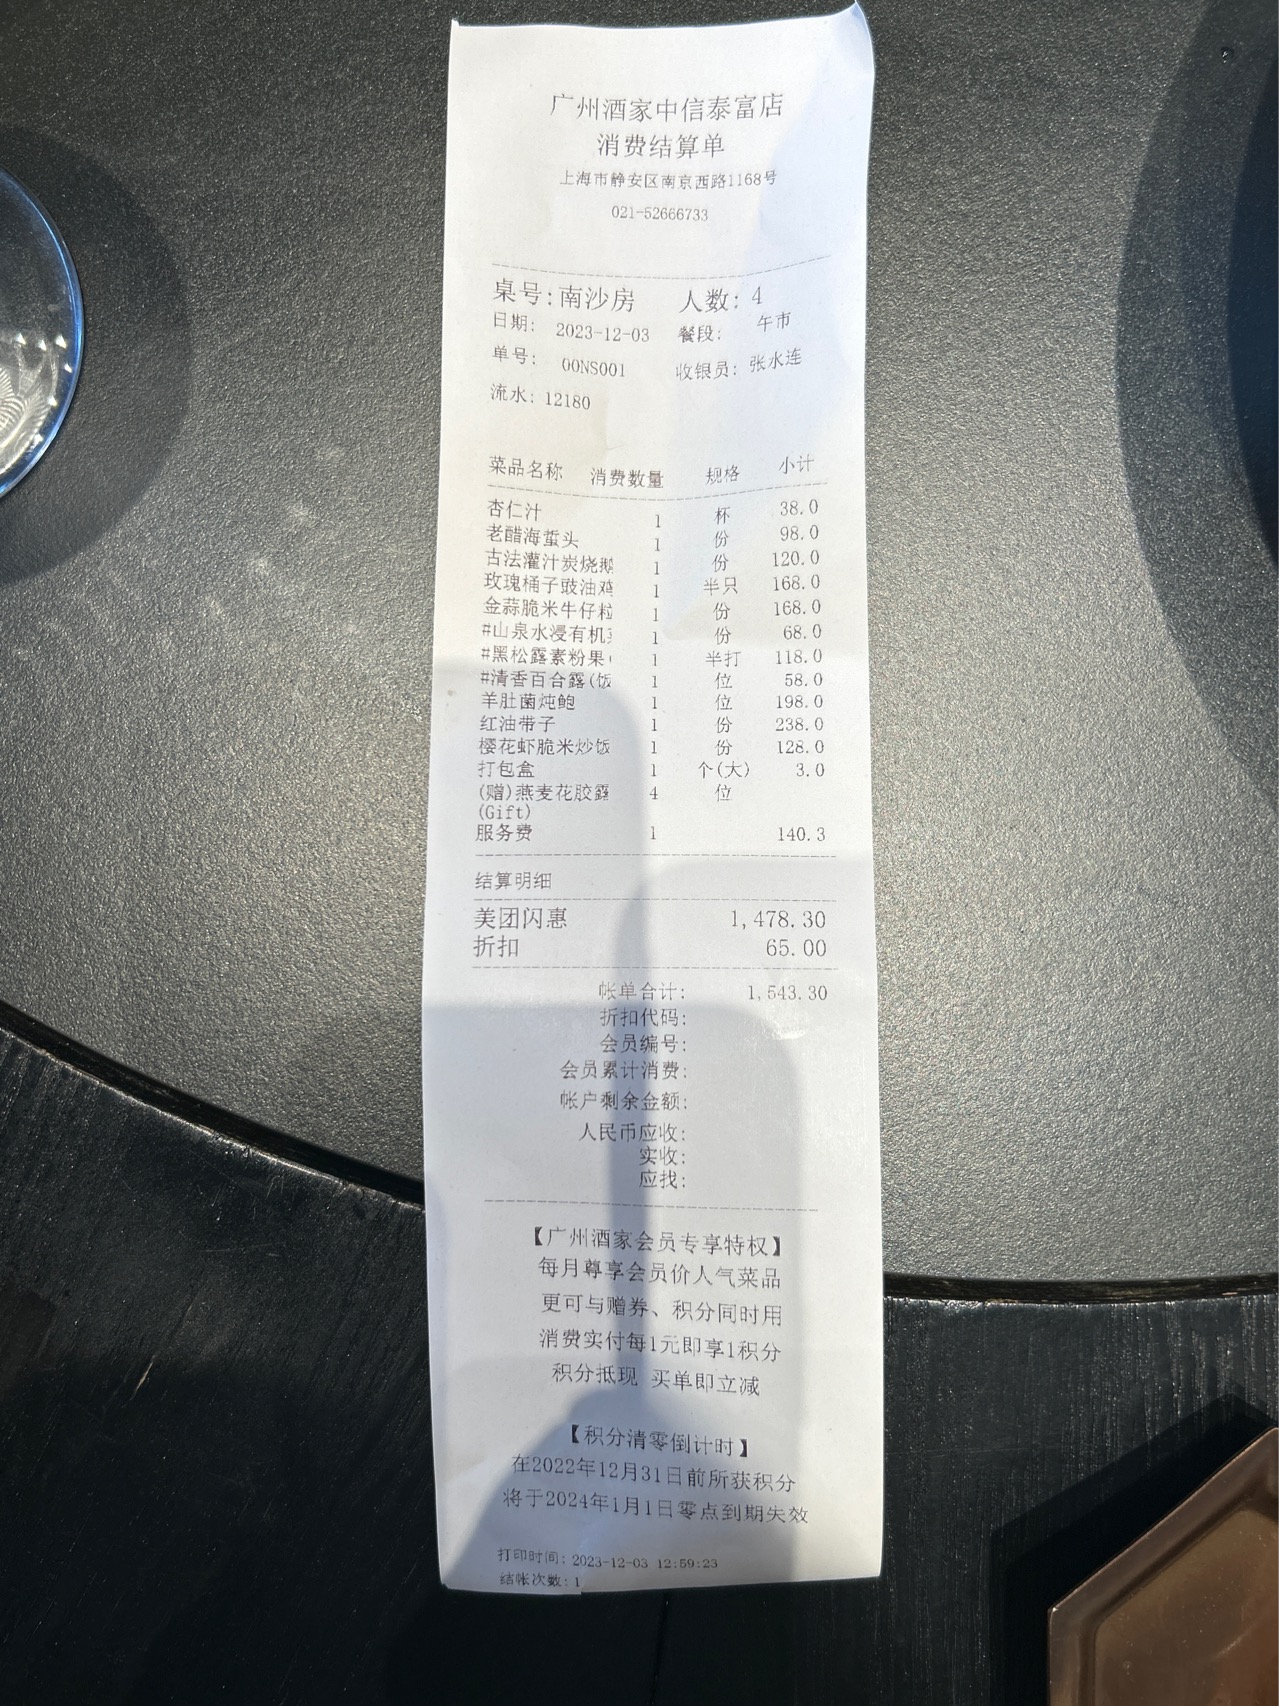 广州酒家中信泰富店
消费结算单
上海市静安区南京西路1168号
021-52666733
桌号:南沙房 人数: 4
日期: 2023-12-03 餐段: 午市
单号: 00NS001 收银员: 张水连
流水: 12180
菜品名称 消费数量 规格 小计
杏仁汁 1 杯 38.0
老醋海蜇头 1 份 98.0
古法灌汁炭烧鹅 1 份 120.0
玫瑰桶子豉油鸡 1 半只 168.0
金蒜脆米牛仔粒 1 份 168.0
#山泉水浸有机 1 份 68.0
#黑松露素粉果( 1 半打 118.0
#清香百合露(饭 1 位 58.0
羊肚菌炖鲍 1 位 198.0
红油带子 1 份 238.0
樱花虾脆米炒饭 1 份 128.0
打包盒 1 个(大) 3.0
(赠)燕麦花胶露 4 位
(Gift)
服务费 1 140.3
结算明细
美团闪惠 1,478.30
折扣 65.00
帐单合计: 1,543.30
折扣代码:
会员编号:
会员累计消费:
帐户剩余金额:
人民币应收:
实收:
应找:
【广州酒家会员专享特权】
每月尊享会员价人气菜品
更可与赠券、积分同时用
消费实付每1元即享1积分
积分抵现 买单即立减
【积分清零倒计时】
在2022年12月31日前所获积分
将于2024年1月1日零点到期失效
打印时间: 2023-12-03 12:59:23
结帐次数: 1